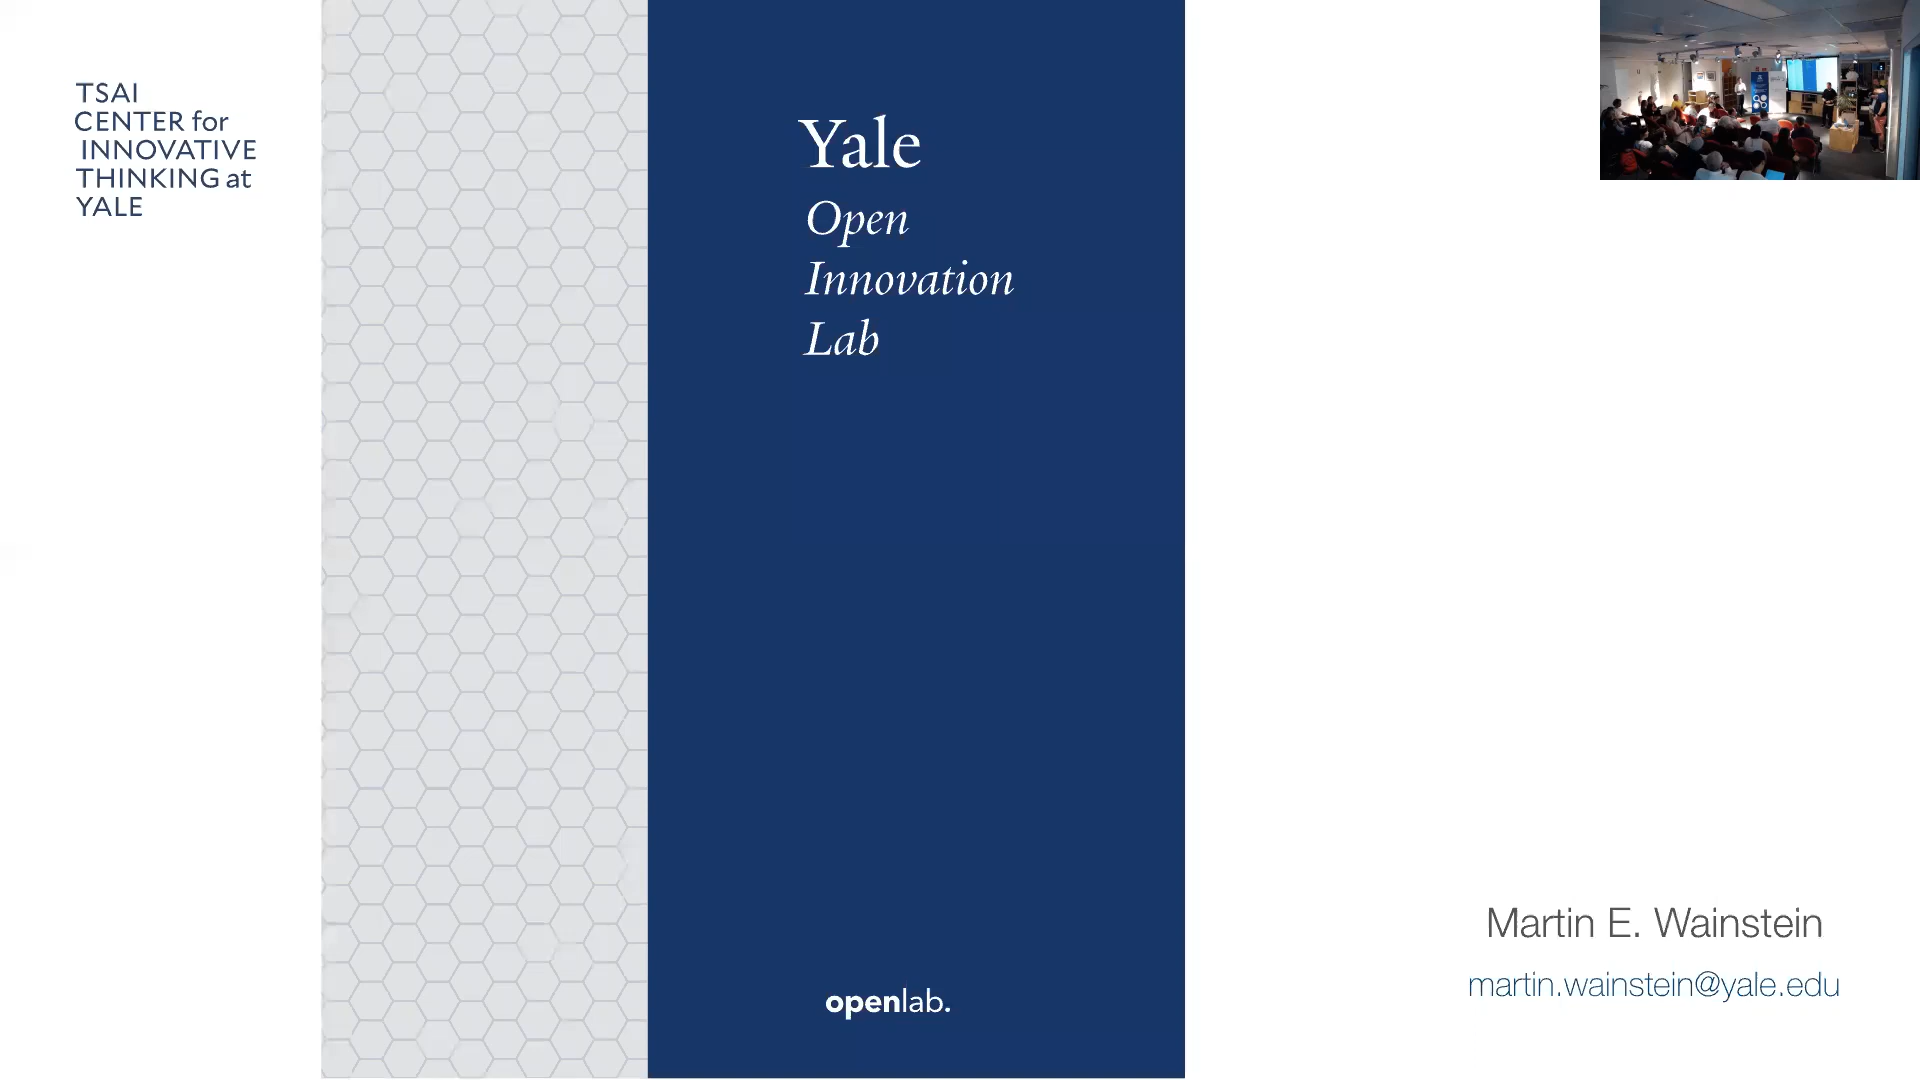 TSAI
CENTER for
INNOVATIVE
THINKING at
YALE
Yale
Open
Innovation
Lab
openlab.
Martin E. Wainstein
martin.wainstein@yale.edu